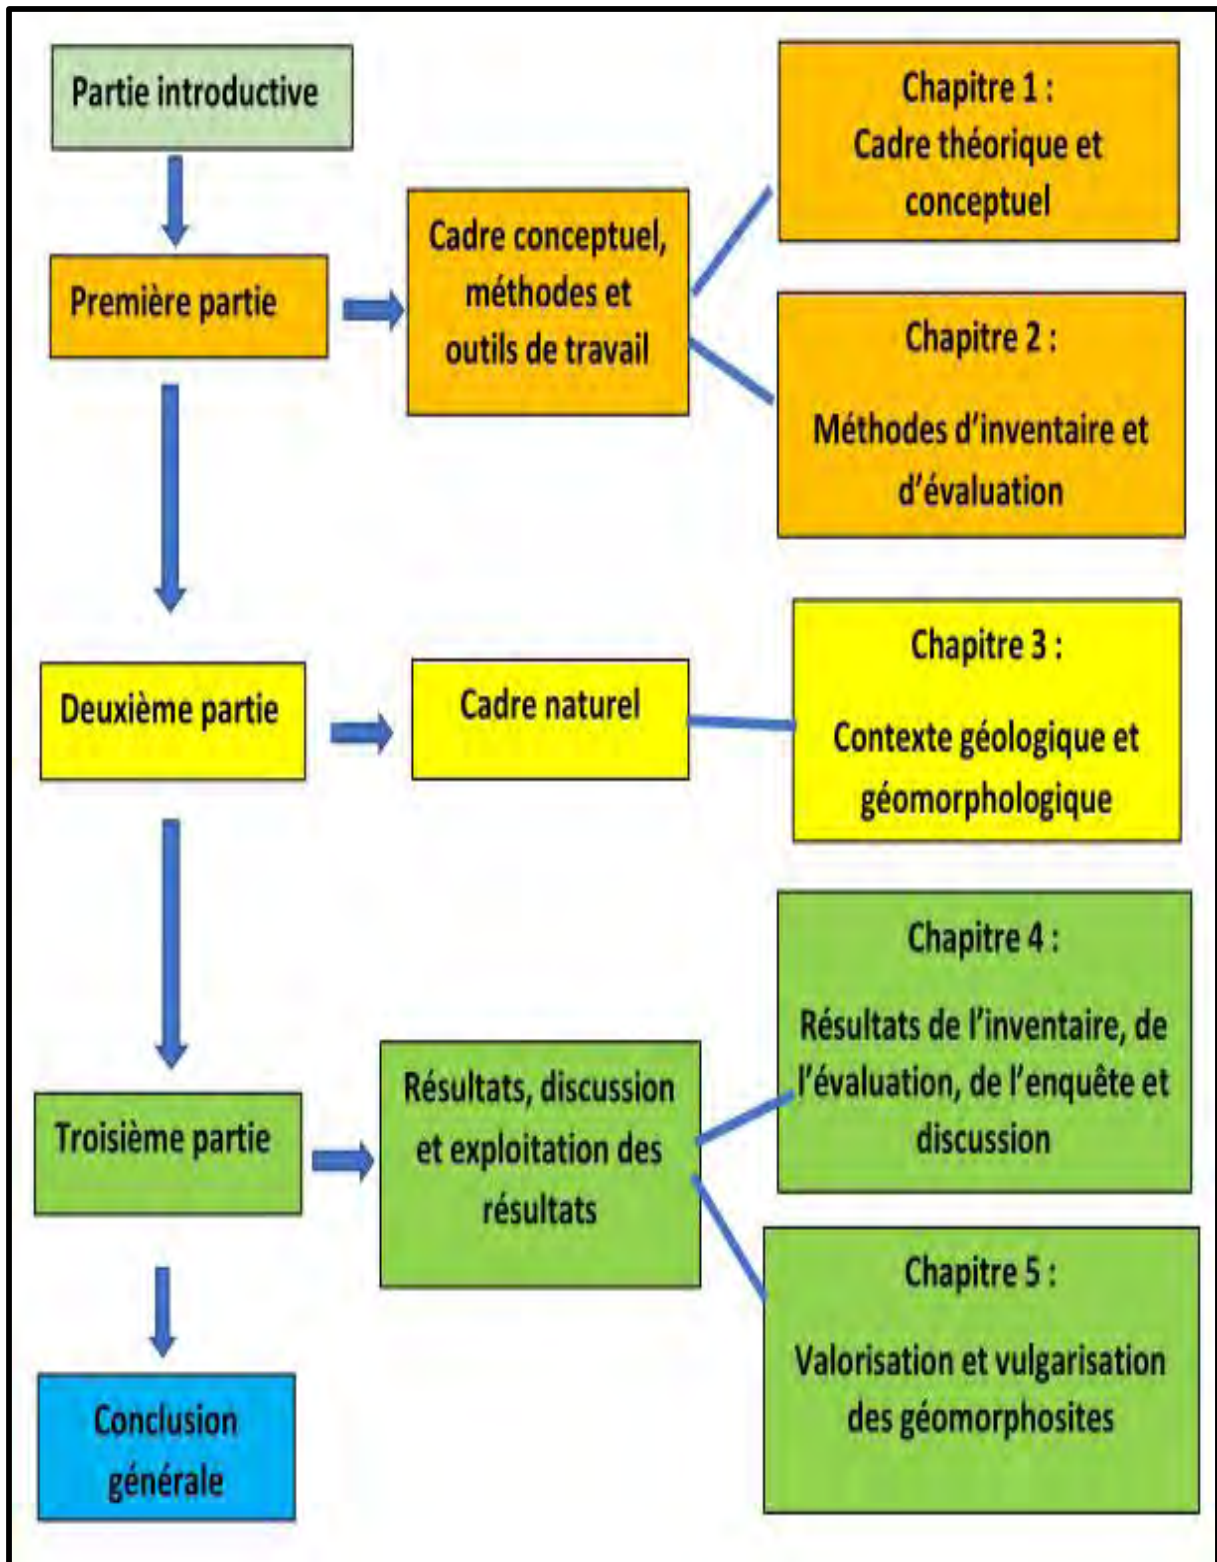 Partie introductive
Première partie
Cadre conceptuel,
méthodes et
outils de travail
Chapitre 1 :
Cadre théorique et
conceptuel
Chapitre 2 :
Méthodes d’inventaire et
d’évaluation
Deuxième partie
Cadre naturel
Chapitre 3 :
Contexte géologique et
géomorphologique
Troisième partie
Résultats, discussion
et exploitation des
résultats
Chapitre 4 :
Résultats de l’inventaire, de
l’évaluation, de l’enquête et
discussion
Chapitre 5 :
Valorisation et vulgarisation
des géomorphosites
Conclusion
générale